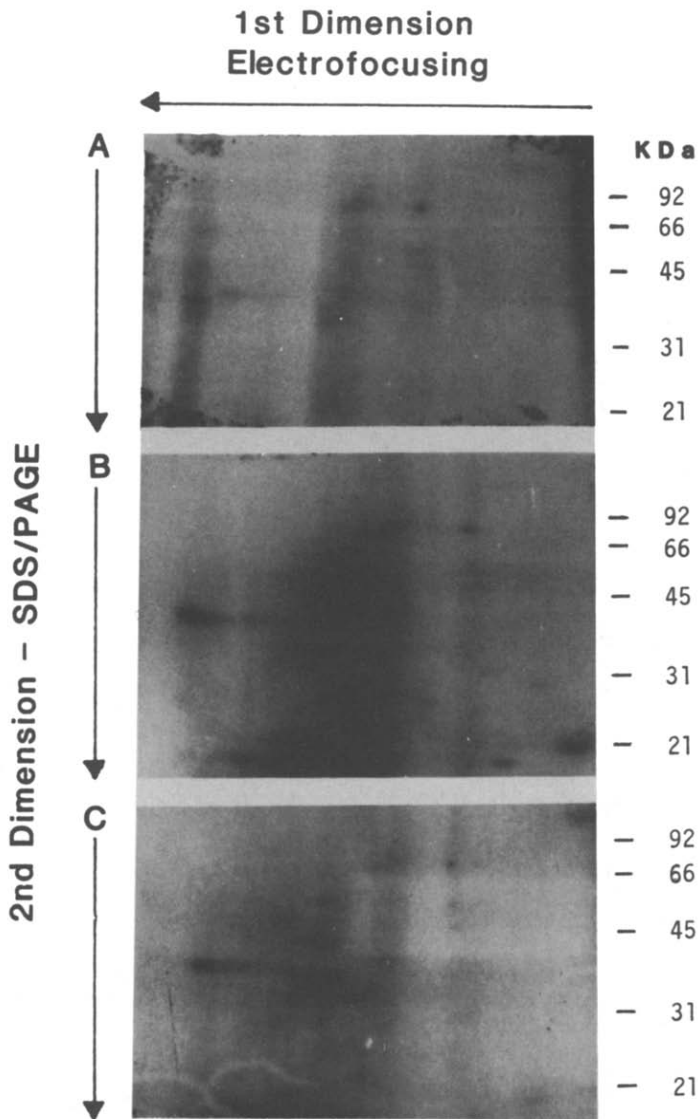 1st Dimension
Electrofocusing
2nd Dimension – SDS/PAGE
A
KDa
92
66
45
31
21
B
92
66
45
31
21
C
92
66
45
31
21